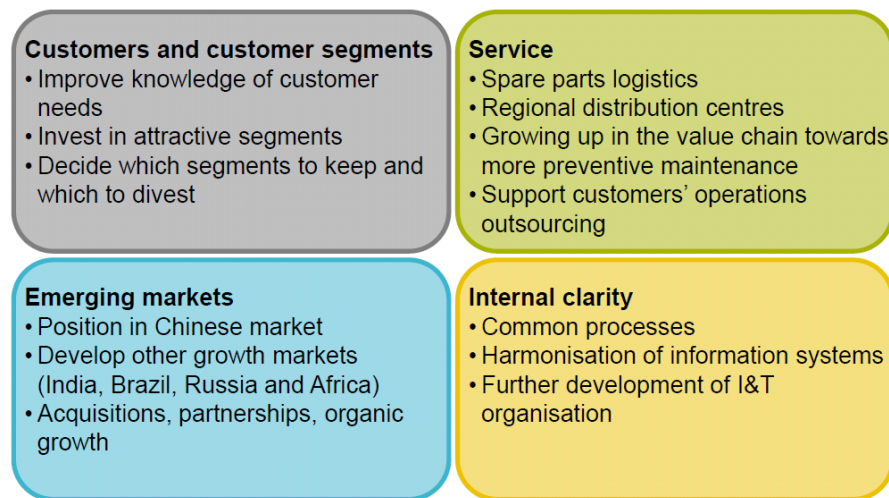 Customers and customer segments
• Improve knowledge of customer
needs
• Invest in attractive segments
• Decide which segments to keep and
which to divest
Service
• Spare parts logistics
• Regional distribution centres
• Growing up in the value chain towards
more preventive maintenance
• Support customers’ operations
outsourcing
Emerging markets
• Position in Chinese market
• Develop other growth markets
(India, Brazil, Russia and Africa)
• Acquisitions, partnerships, organic
growth
Internal clarity
• Common processes
• Harmonisation of information systems
• Further development of I&T
organisation